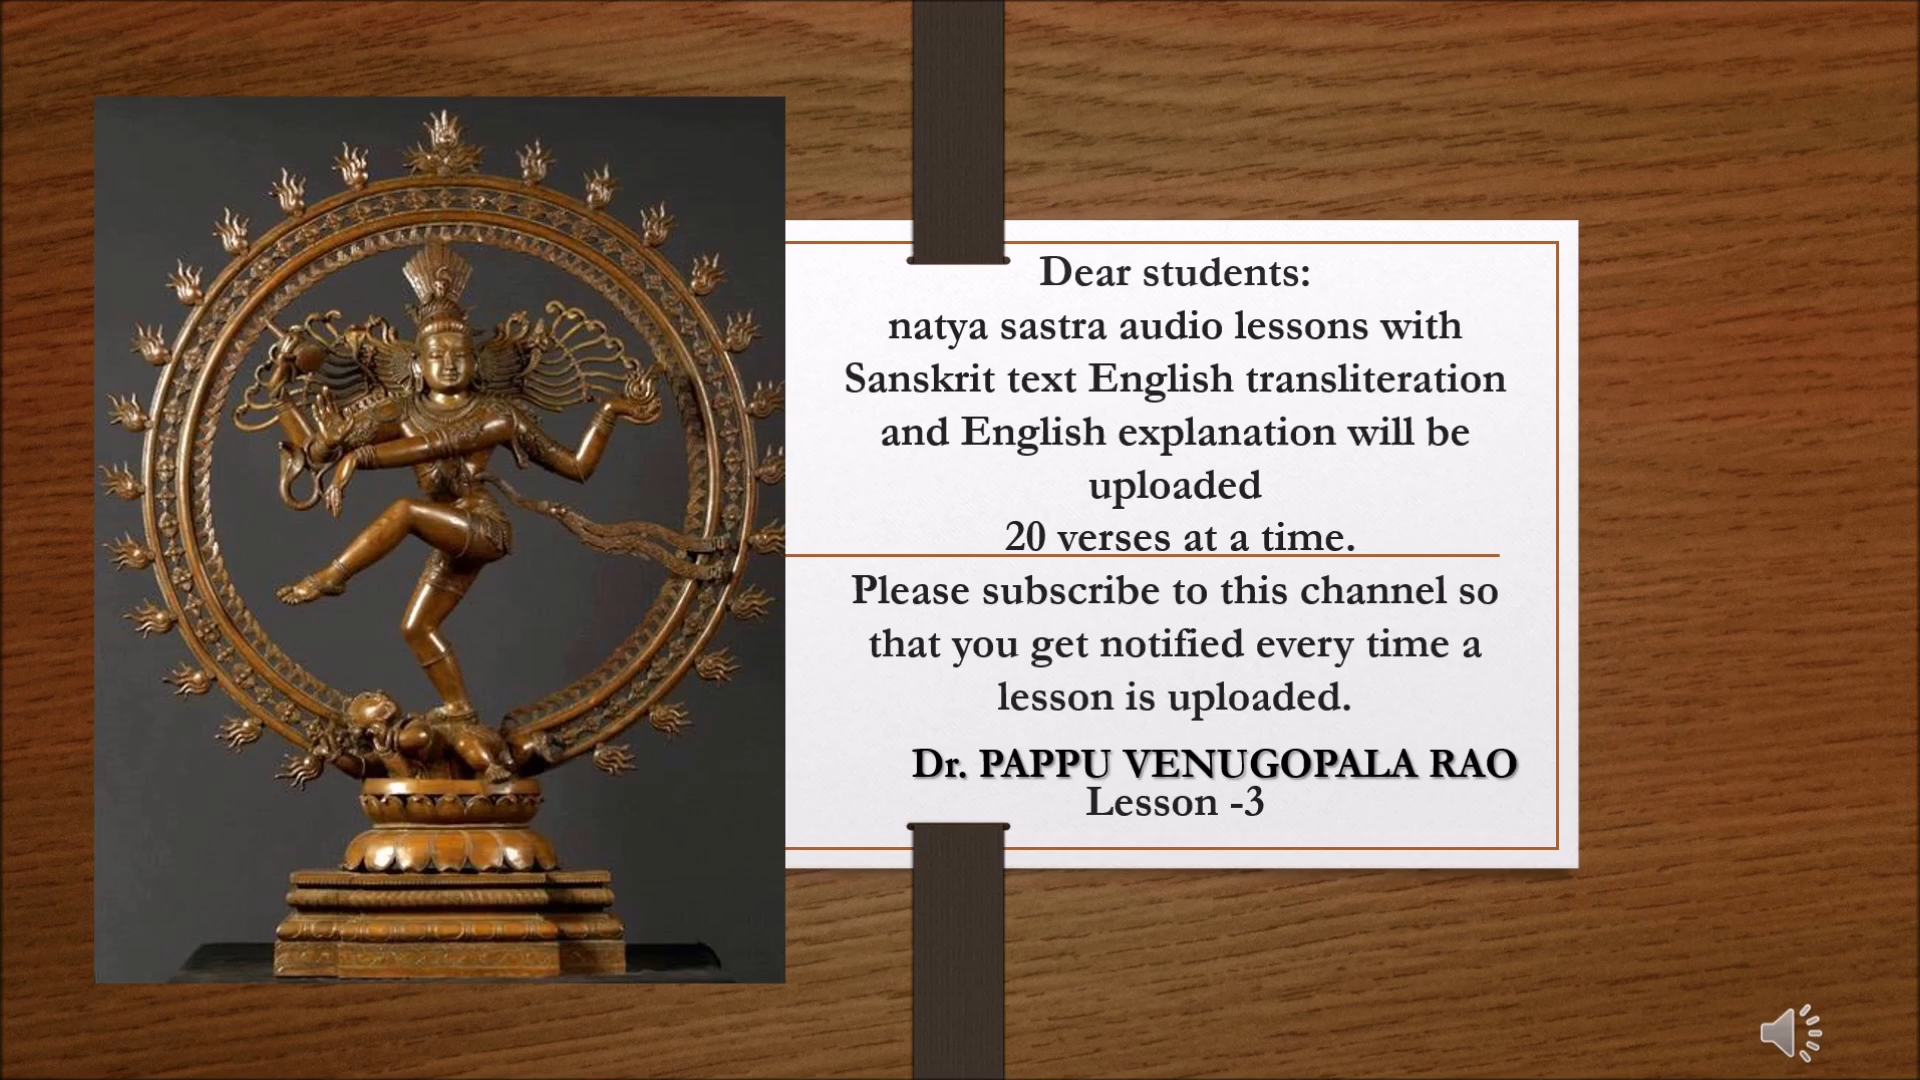 Dear students:
natya sastra audio lessons with
Sanskrit text English transliteration
and English explanation will be
uploaded
20 verses at a time.
Please subscribe to this channel so
that you get notified every time a
lesson is uploaded.
Dr. PAPPU VENUGOPALA RAO
Lesson -3